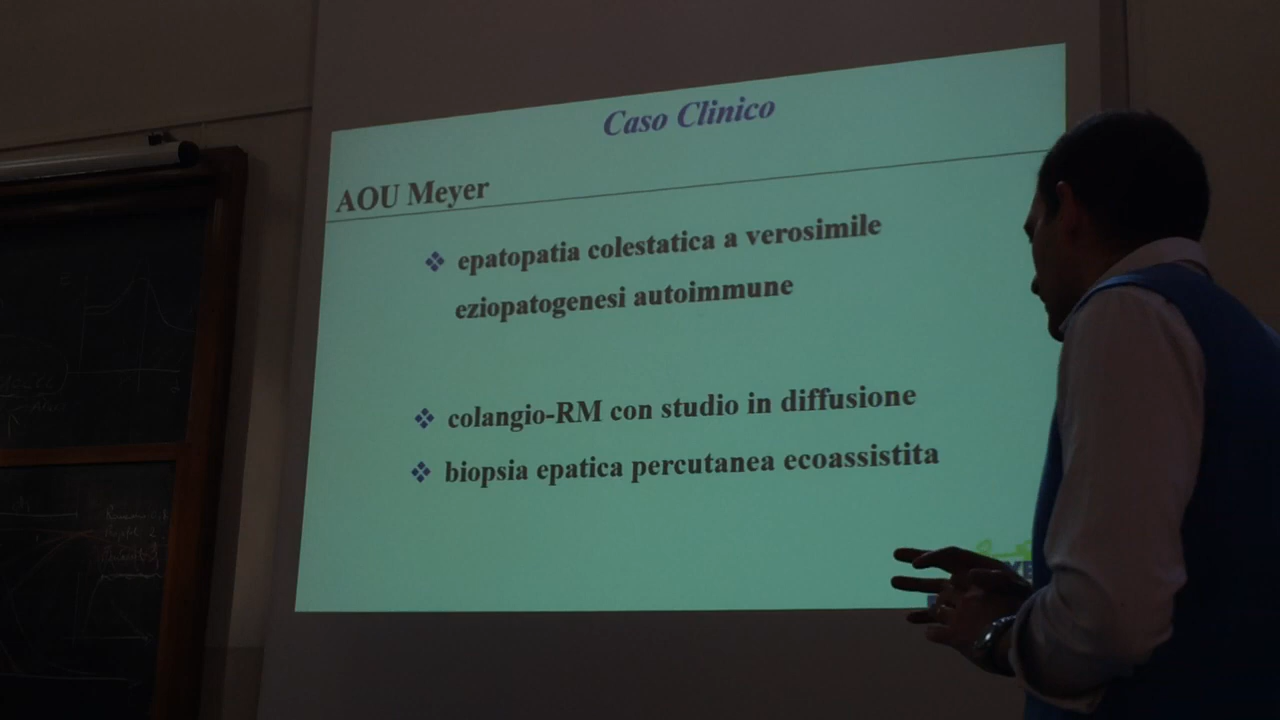 Caso Clinico
AOU Meyer
❖ epatopatia colestatica a verosimile
eziopatogenesi autoimmune
❖ colangio-RM con studio in diffusione
❖ biopsia epatica percutanea ecoassistita